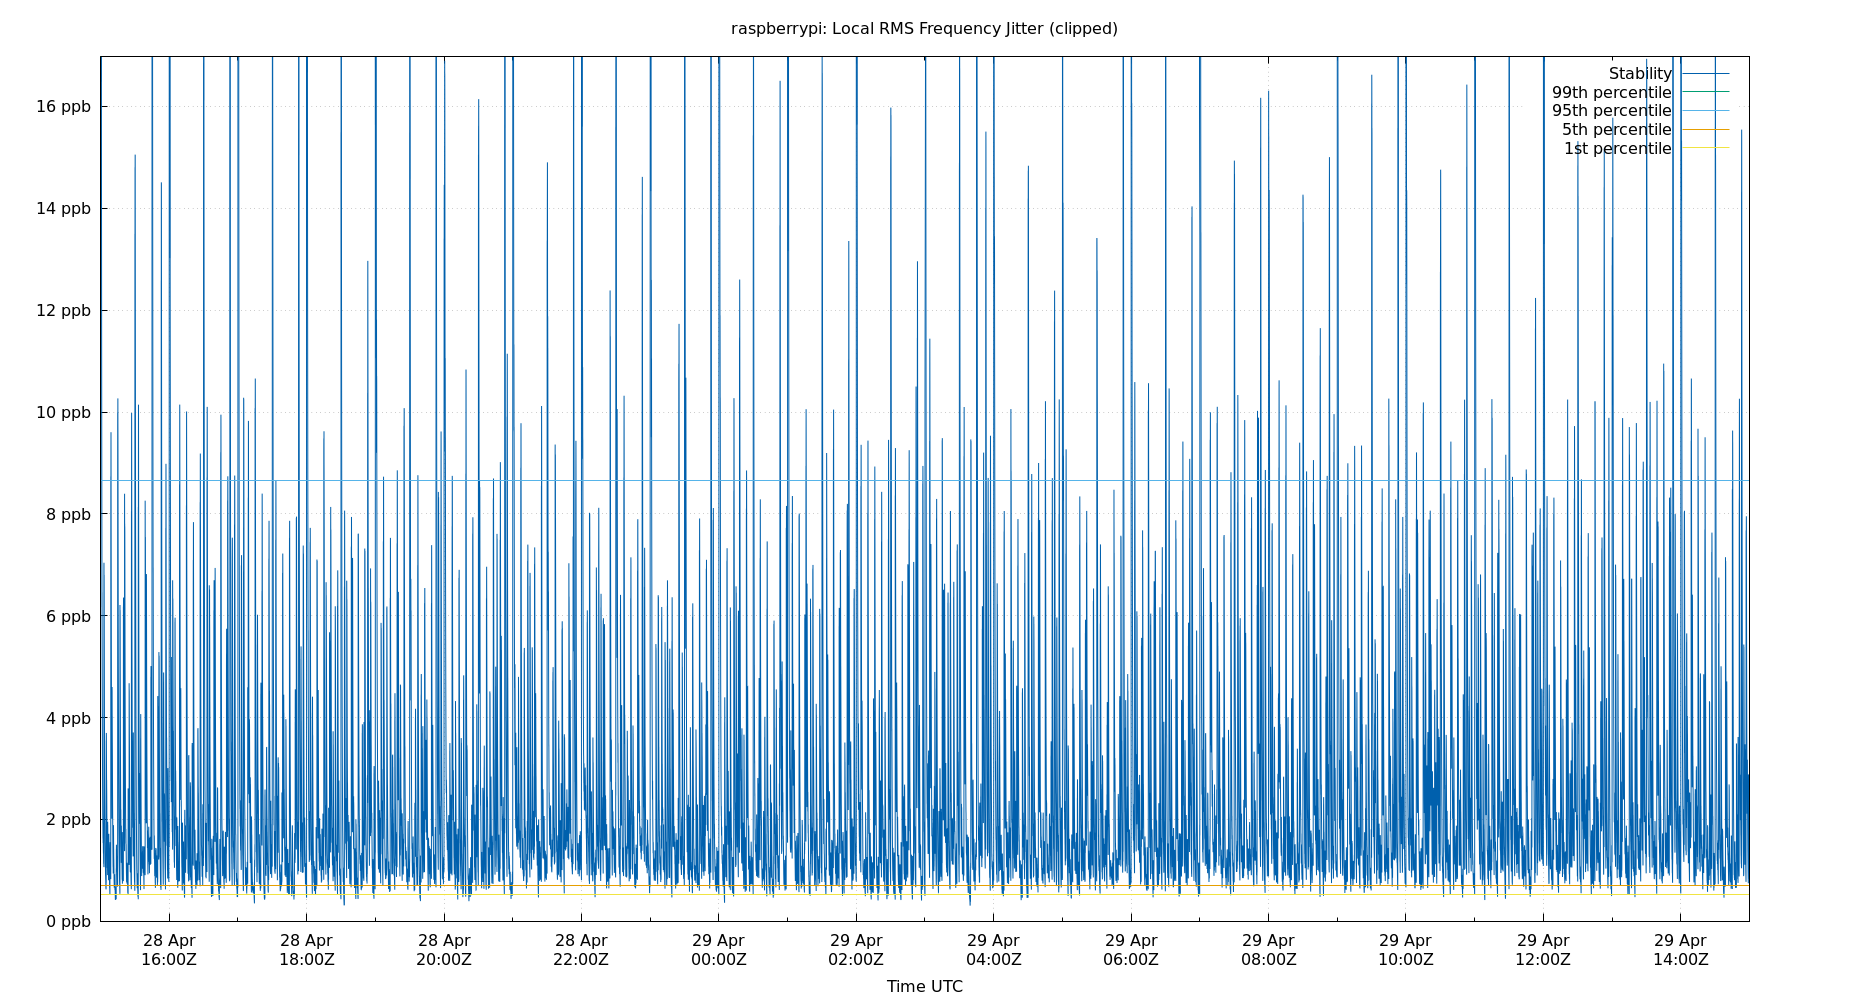 raspberrypi: Local RMS Frequency Jitter (clipped)
Stability
99th percentile
95th percentile
5th percentile
1st percentile
16 ppb
14 ppb
12 ppb
10 ppb
8 ppb
6 ppb
4 ppb
2 ppb
0 ppb
28 Apr 28 Apr 28 Apr 28 Apr 29 Apr 29 Apr 29 Apr 29 Apr 29 Apr 29 Apr 29 Apr 29 Apr
16:00Z 18:00Z 20:00Z 22:00Z 00:00Z 02:00Z 04:00Z 06:00Z 08:00Z 10:00Z 12:00Z 14:00Z
Time UTC